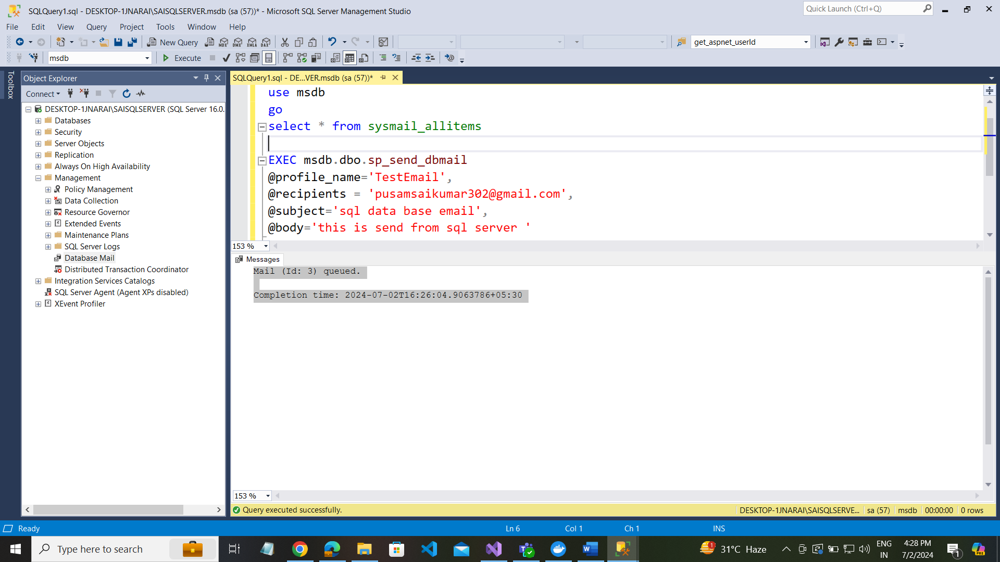 SQLQuery1.sql - DESKTOP-1JNARAI\SAISQLSERVER.msdb (sa (57))* - Microsoft SQL Server Management Studio
Quick Launch (Ctrl+Q)
File Edit View Query Project Tools Window Help
New Query
MDX DMX XMLA DAX
get_aspnet_userId
msdb
Execute
Toolbox
Object Explorer
Connect
DESKTOP-1JNARAI\SAISQLSERVER (SQL Server 16.0.
Databases
Security
Server Objects
Replication
Always On High Availability
Management
Policy Management
Data Collection
Resource Governor
Extended Events
Maintenance Plans
SQL Server Logs
Database Mail
Distributed Transaction Coordinator
Integration Services Catalogs
SQL Server Agent (Agent XPs disabled)
XEvent Profiler
SQLQuery1.sql - DE...VER.msdb (sa (57))*
use msdb
go
select * from sysmail_allitems
EXEC msdb.dbo.sp_send_dbmail
@profile_name='TestEmail',
@recipients = 'pusamsaikumar302@gmail.com',
@subject='sql data base email',
@body='this is send from sql server '
153 %
Messages
Mail (Id: 3) queued.
Completion time: 2024-07-02T16:26:04.9063786+05:30
153 %
Query executed successfully.
DESKTOP-1JNARAI\SAISQLSERVE... sa (57) msdb 00:00:00 0 rows
Ready
Ln 6 Col 1 Ch 1 INS
Type here to search
31°C Haze
ENG
IN
4:28 PM
7/2/2024
1
1
PRE